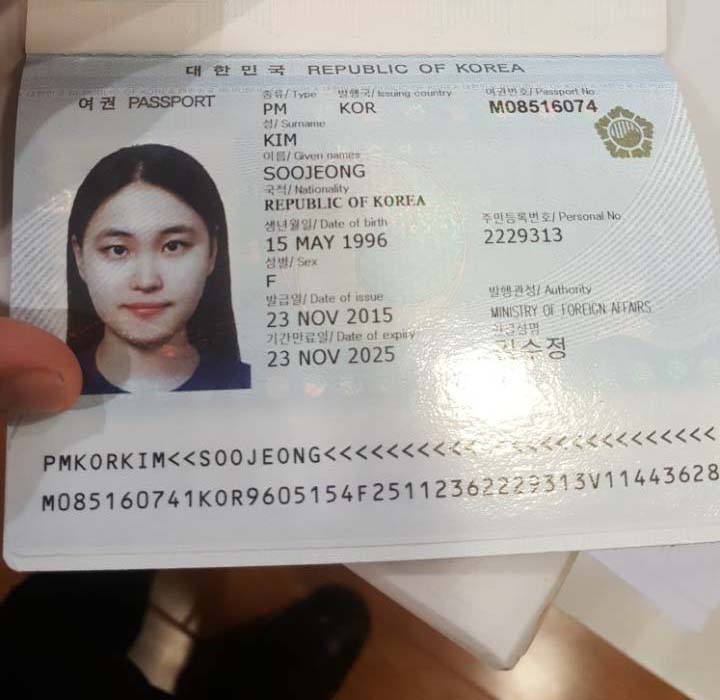 대한민국 REPUBLIC OF KOREA
여권 PASSPORT
종류/ Type 발행국/ Issuing country 여권번호/ Passport No.
PM KOR M08516074
성/ Surname
KIM
이름/ Given names
SOOJEONG
국적/ Nationality
REPUBLIC OF KOREA
생년월일/ Date of birth 주민등록번호/ Personal No.
15 MAY 1996 2229313
성별/ Sex
F
발급일/ Date of issue 발행관청/ Authority
23 NOV 2015 MINISTRY OF FOREIGN AFFAIRS
기간만료일/ Date of expiry 한글성명
23 NOV 2025 김수정
PMKORKIM<<SOOJEONG<<<<<<<<<<<<<<<<<<<<<<<<<<
M085160741KOR9605154F25112362229313V11443628